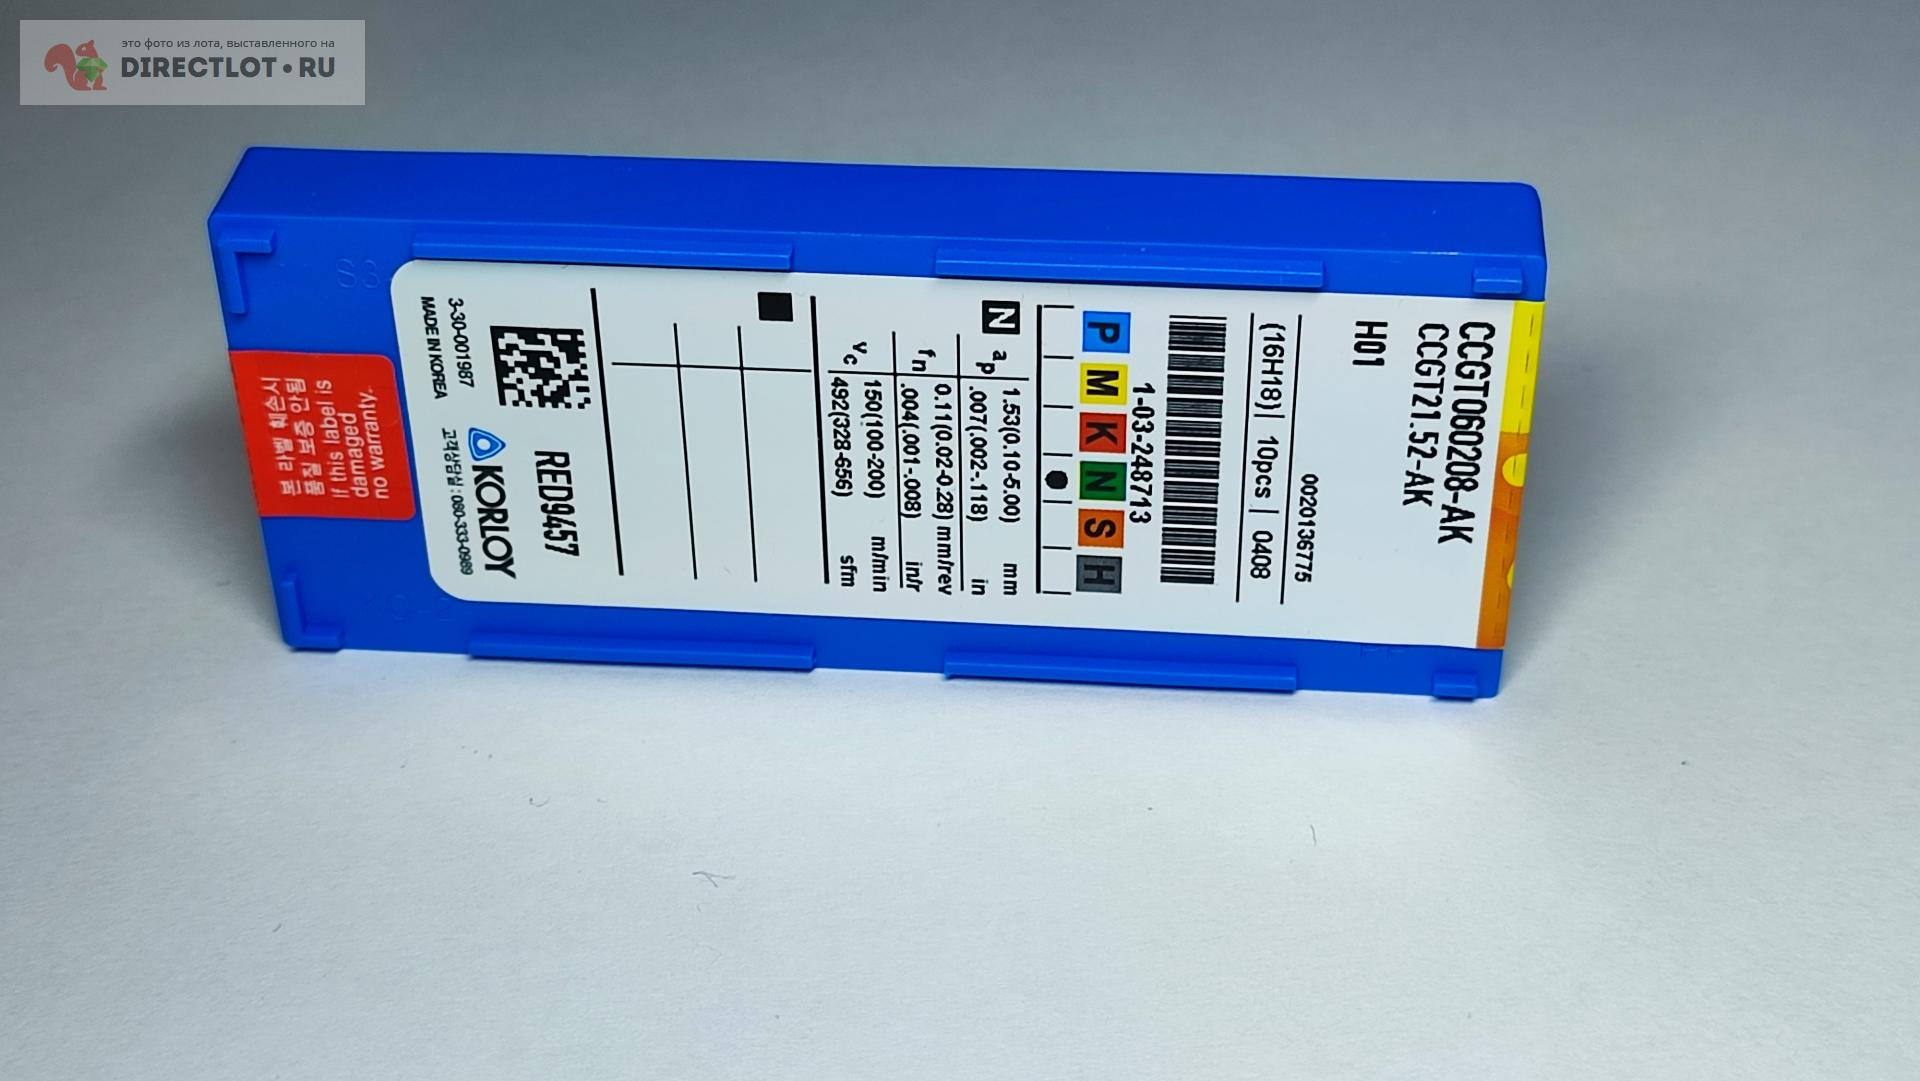 это фото из лота, выставленного на
DIRECTLOT•RU
CCGT060208-AK
CCGT21.52-AK
H01
0020136775
(16H18)| 10pcs | 0408
1-03-248713
P M K N S H
N
ap 1.53(0.10-5.00) mm
.007(.002-.118) in
fn 0.11(0.02-0.28) mm/rev
.004(.001-.008) in/r
vc 150(100-200) m/min
492(328-656) sfm
RED9457
KORLOY
3-30-001987
고객상담실 : 080-333-0989
MADE IN KOREA
본 라벨 훼손시
품질 보증 안됨
If this label is
damaged
no warranty.
S3